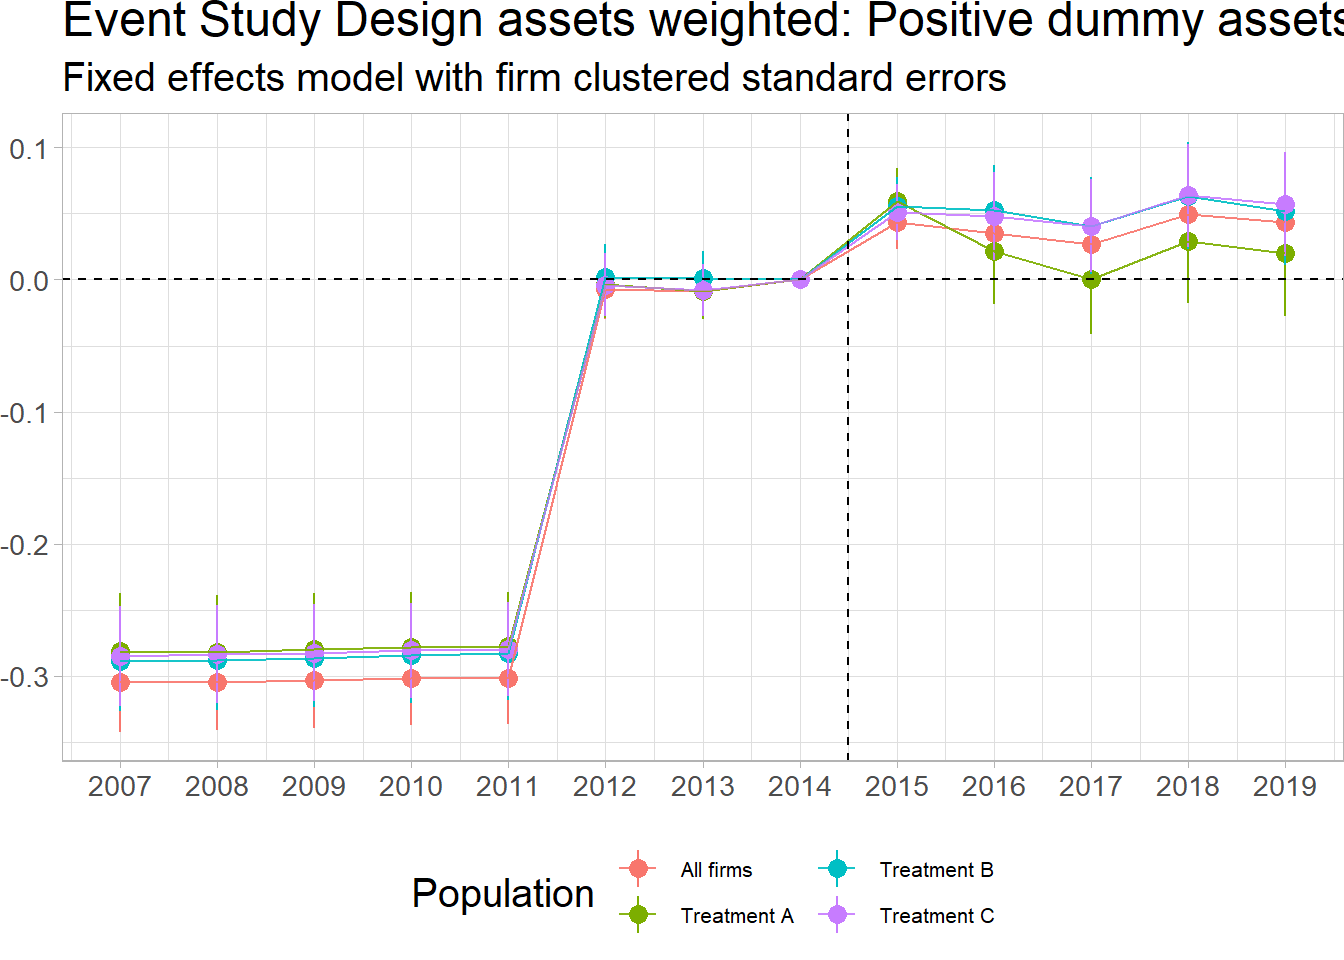 Event Study Design assets weighted: Positive dummy assets
Fixed effects model with firm clustered standard errors
0.1
0.0
-0.1
-0.2
-0.3
2007 2008 2009 2010 2011 2012 2013 2014 2015 2016 2017 2018 2019
Population
All firms
Treatment B
Treatment A
Treatment C